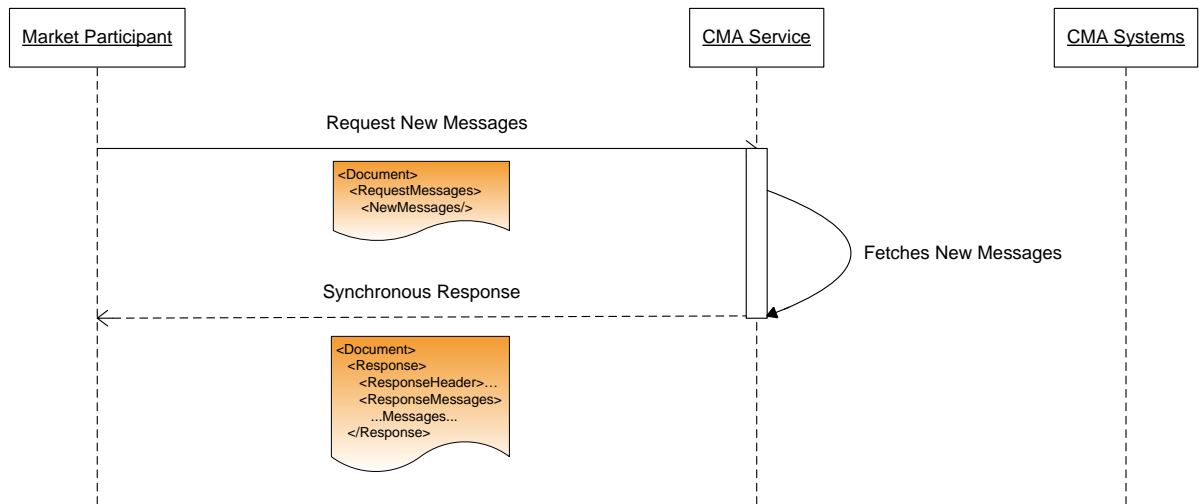 Market Participant
CMA Service
CMA Systems
Request New Messages
<Document>
<RequestMessages>
<NewMessages/>
Fetches New Messages
Synchronous Response
<Document>
<Response>
<ResponseHeader>…
<ResponseMessages>
...Messages...
</Response>